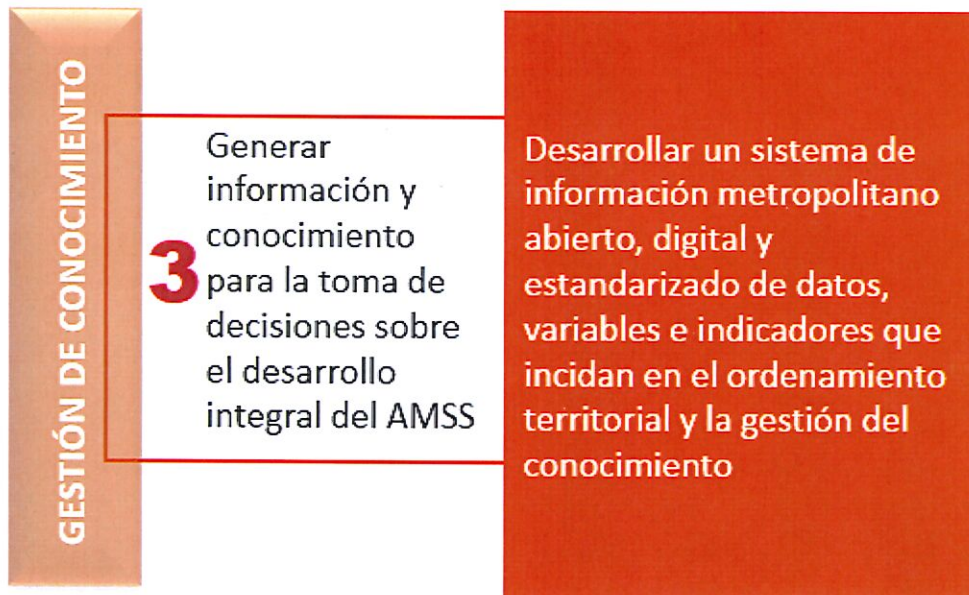 GESTIÓN DE CONOCIMIENTO
3
Generar
información y
conocimiento
para la toma de
decisiones sobre
el desarrollo
integral del AMSS
Desarrollar un sistema de
información metropolitano
abierto, digital y
estandarizado de datos,
variables e indicadores que
incidan en el ordenamiento
territorial y la gestión del
conocimiento